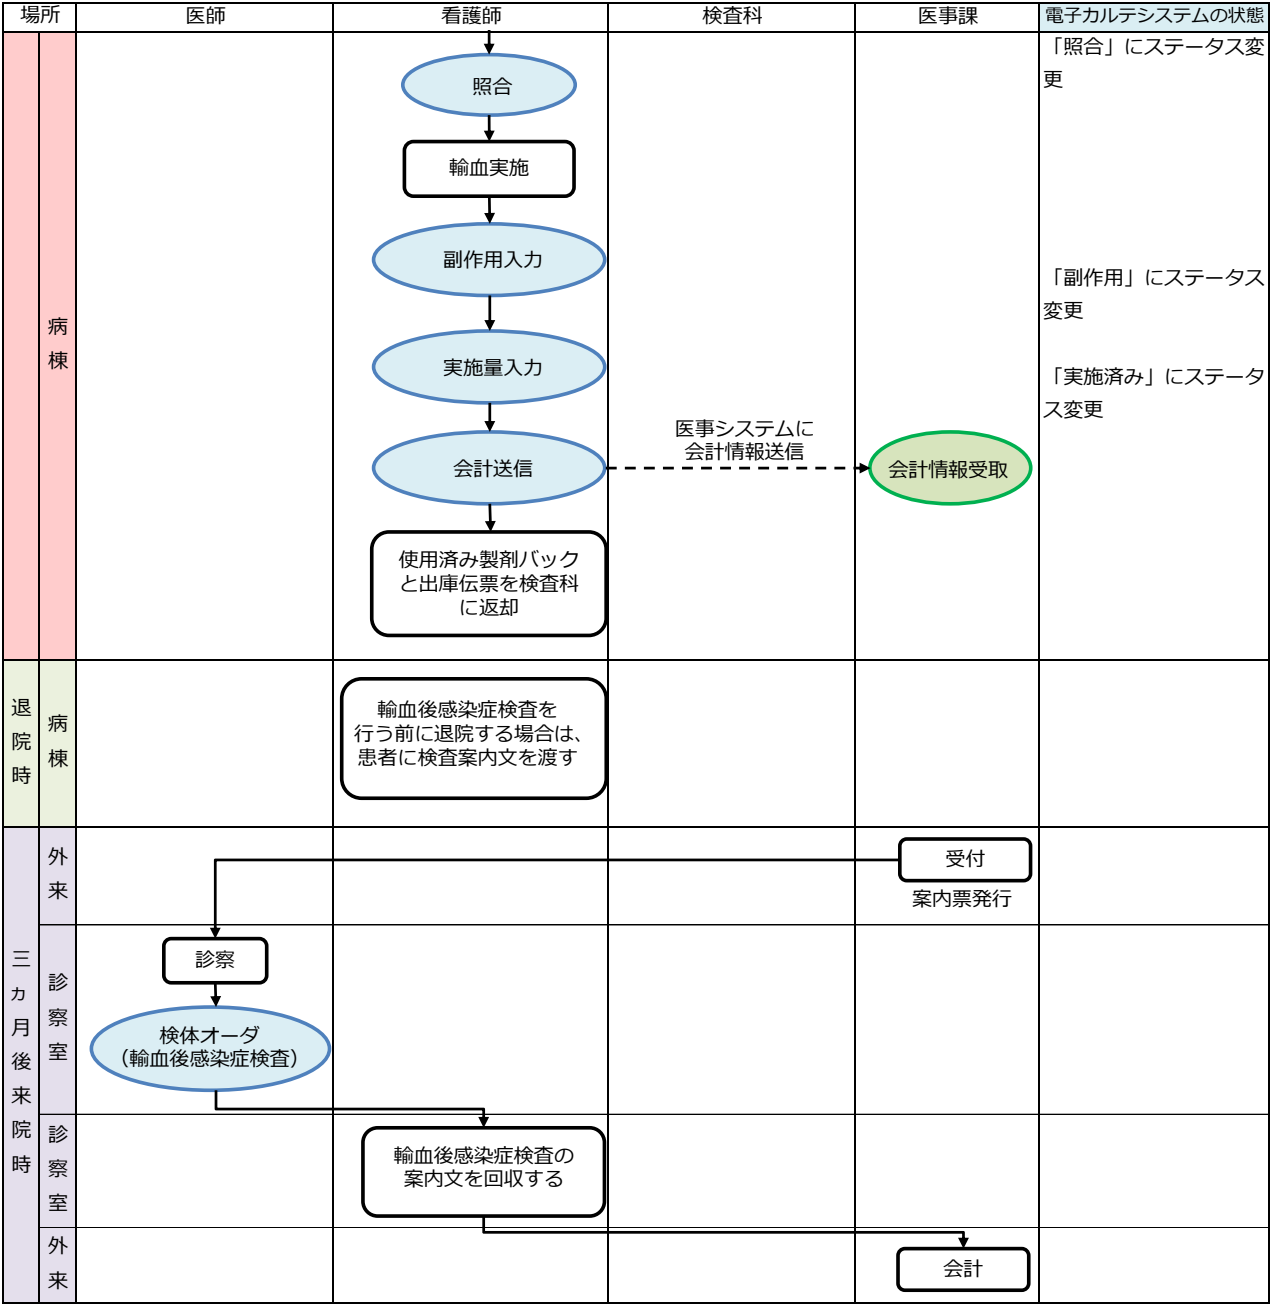 場所
医師
看護師
検査科
医事課
電子カルテシステムの状態
病
棟
照合
「照合」にステータス変
更
輸血実施
副作用入力
「副作用」にステータス
変更
実施量入力
「実施済み」にステータ
ス変更
会計送信
医事システムに
会計情報送信
会計情報受取
使用済み製剤バック
と出庫伝票を検査科
に返却
退
院
時
病
棟
輸血後感染症検査を
行う前に退院する場合は、
患者に検査案内文を渡す
三
カ
月
後
来
院
時
外
来
受付
案内票発行
診
察
室
診察
検体オーダ
（輸血後感染症検査）
診
察
室
輸血後感染症検査の
案内文を回収する
外
来
会計